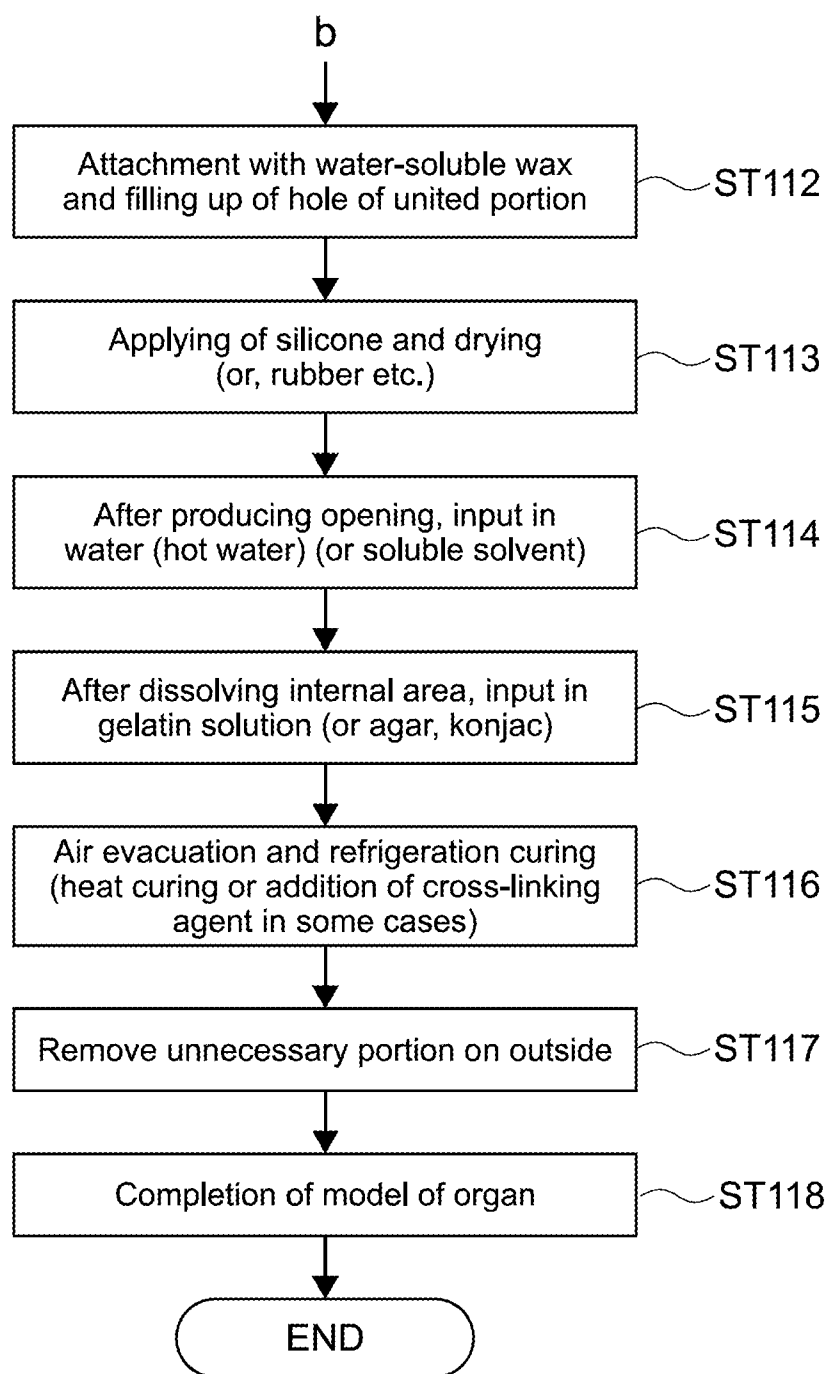 b
Attachment with water-soluble wax
and filling up of hole of united portion
ST112
Applying of silicone and drying
(or, rubber etc.)
ST113
After producing opening, input in
water (hot water) (or soluble solvent)
ST114
After dissolving internal area, input in
gelatin solution (or agar, konjac)
ST115
Air evacuation and refrigeration curing
(heat curing or addition of cross-linking
agent in some cases)
ST116
Remove unnecessary portion on outside
ST117
Completion of model of organ
ST118
END